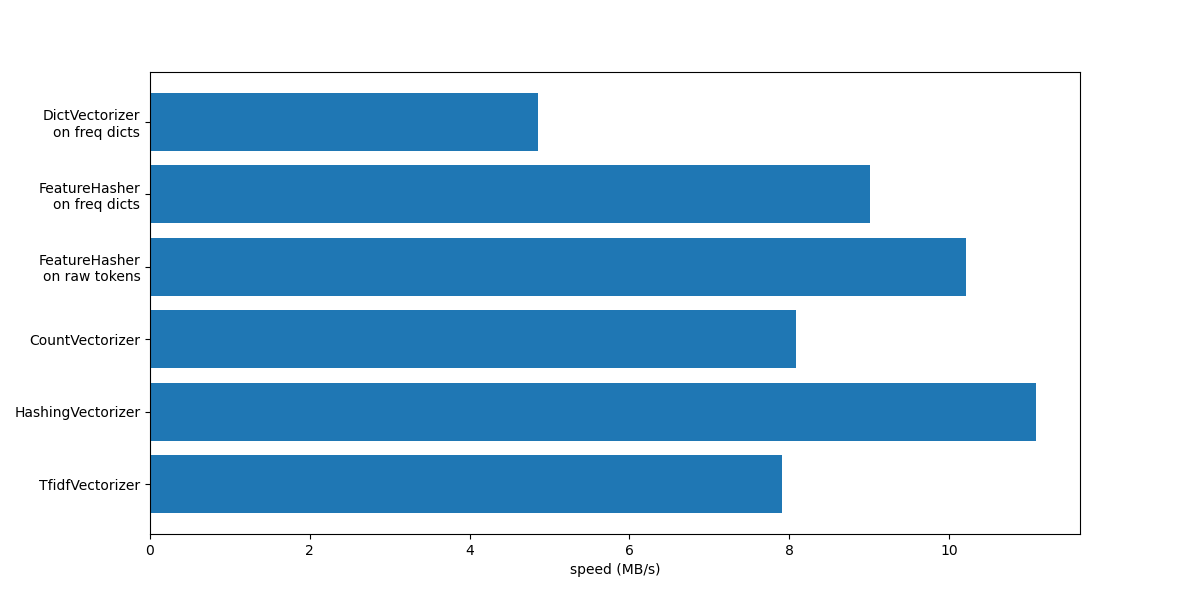 DictVectorizer
on freq dicts
FeatureHasher
on freq dicts
FeatureHasher
on raw tokens
CountVectorizer
HashingVectorizer
TfidfVectorizer
0 2 4 6 8 10
speed (MB/s)